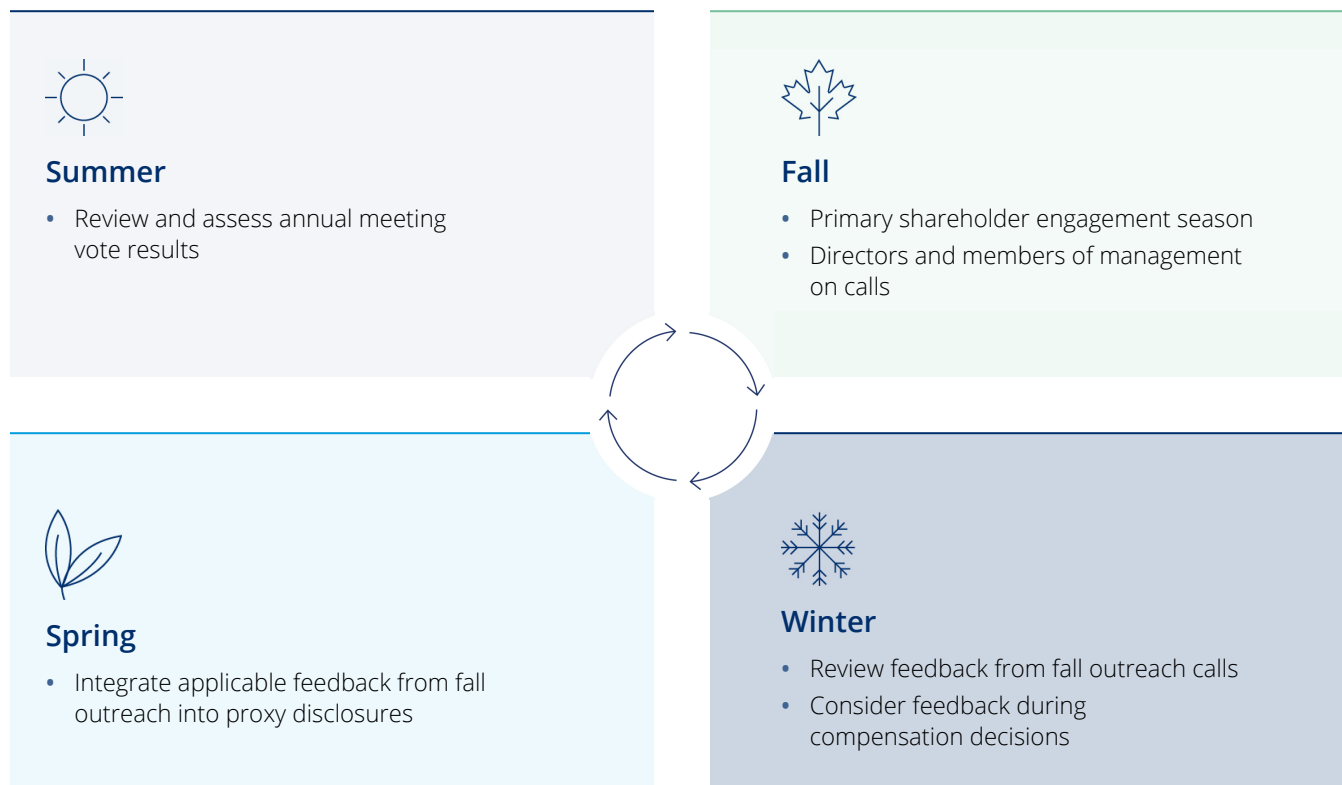 Summer
• Review and assess annual meeting
vote results
Fall
• Primary shareholder engagement season
• Directors and members of management
on calls
Spring
• Integrate applicable feedback from fall
outreach into proxy disclosures
Winter
• Review feedback from fall outreach calls
• Consider feedback during
compensation decisions